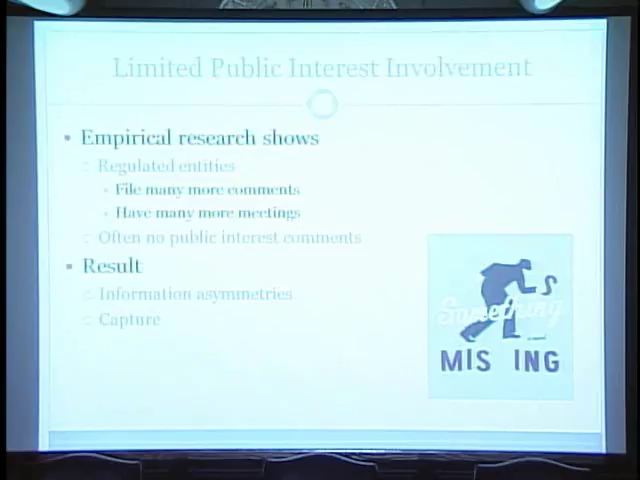 Limited Public Interest Involvement
Empirical research shows
Regulated entities
File many more comments
Have many more meetings
Often no public interest comments
Result
Information asymmetries
Capture
S
Something
MIS ING